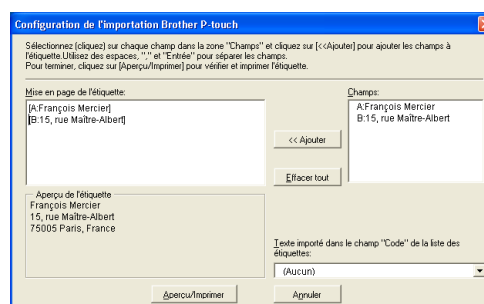 Configuration de l'importation Brother P-touch
Sélectionnez (cliquez) sur chaque champ dans la zone "Champs" et cliquez sur [<<Ajouter] pour ajouter les champs à
l'étiquette.Utilisez des espaces, "," et "Entrée" pour séparer les champs.
Pour terminer, cliquez sur [Aperçu/Imprimer] pour vérifier et imprimer l'étiquette.
Mise en page de l'étiquette:
Champs:
[A:François Mercier]
[B:15, rue Maître-Albert]
A:François Mercier
B:15, rue Maître-Albert
<< Ajouter
Effacer tout
Aperçu de l'étiquette
François Mercier
15, rue Maître-Albert
75005 Paris, France
Texte importé dans le champ "Code" de la liste des
étiquettes:
(Aucun)
Aperçu/Imprimer
Annuler